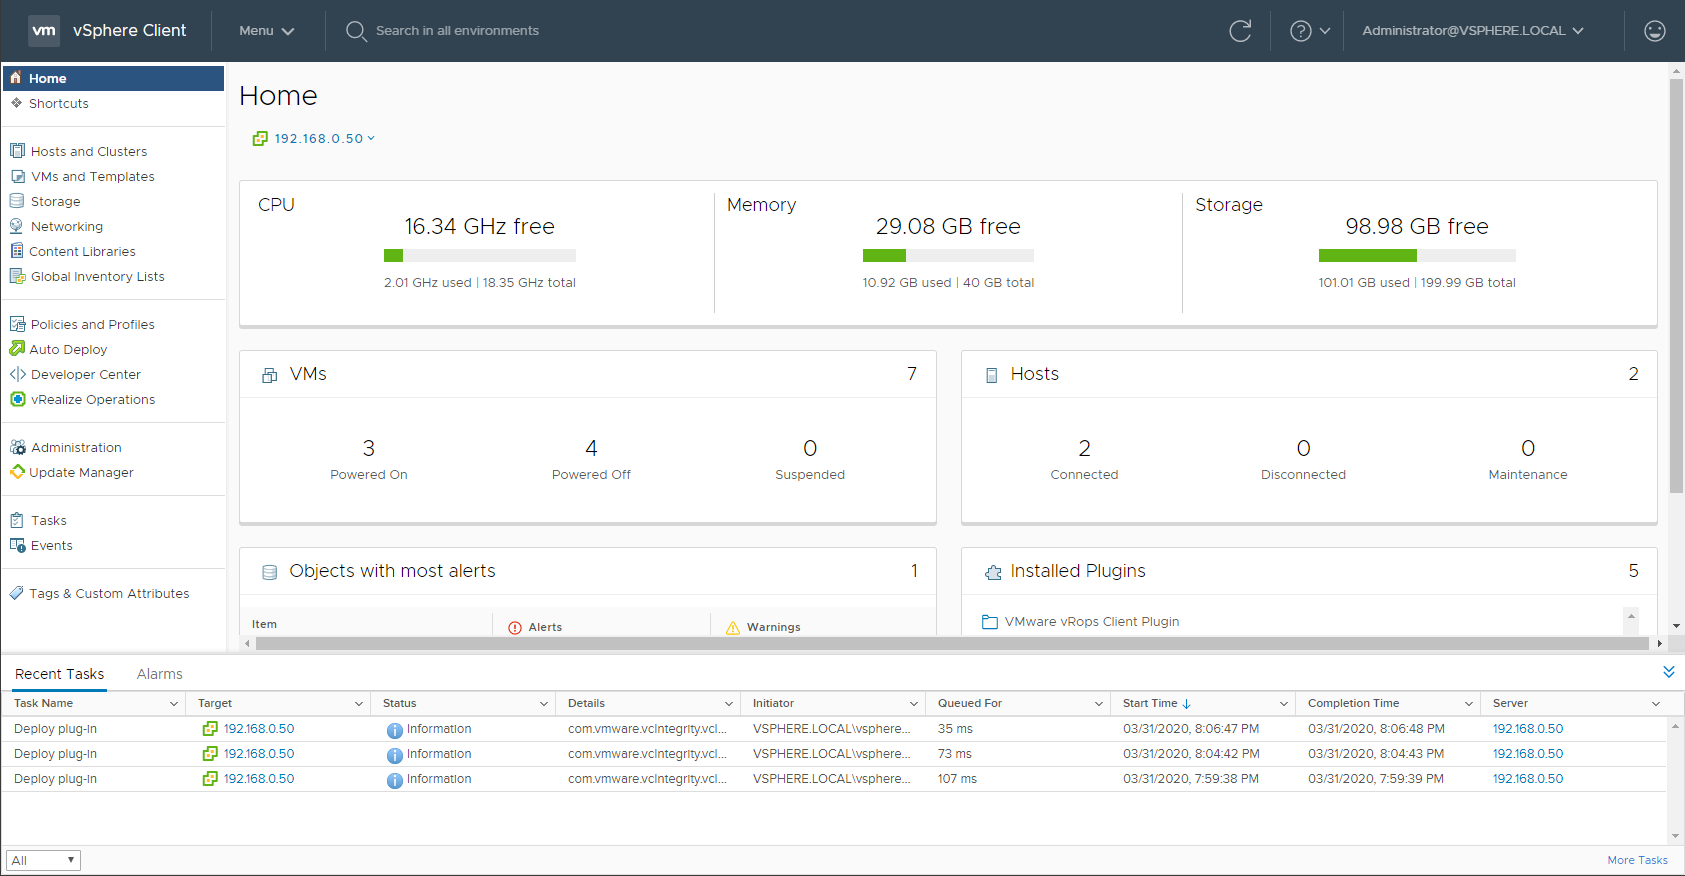 vm vSphere Client Menu Search in all environments ? Administrator@VSPHERE.LOCAL
Home
Shortcuts
Hosts and Clusters
VMs and Templates
Storage
Networking
Content Libraries
Global Inventory Lists
Policies and Profiles
Auto Deploy
Developer Center
vRealize Operations
Administration
Update Manager
Tasks
Events
Tags & Custom Attributes
Home
192.168.0.50
CPU
16.34 GHz free
2.01 GHz used | 18.35 GHz total
Memory
29.08 GB free
10.92 GB used | 40 GB total
Storage
98.98 GB free
101.01 GB used | 199.99 GB total
VMs 7
3 4 0
Powered On Powered Off Suspended
Hosts 2
2 0 0
Connected Disconnected Maintenance
Objects with most alerts 1
Item Alerts Warnings
Installed Plugins 5
VMware vRops Client Plugin
Recent Tasks Alarms
Task Name Target Status Details Initiator Queued For Start Time Completion Time Server
Deploy plug-in 192.168.0.50 Information com.vmware.vcIntegrity.vcl... VSPHERE.LOCAL\vsphere... 35 ms 03/31/2020, 8:06:47 PM 03/31/2020, 8:06:48 PM 192.168.0.50
Deploy plug-in 192.168.0.50 Information com.vmware.vcIntegrity.vcl... VSPHERE.LOCAL\vsphere... 73 ms 03/31/2020, 8:04:42 PM 03/31/2020, 8:04:43 PM 192.168.0.50
Deploy plug-in 192.168.0.50 Information com.vmware.vcIntegrity.vcl... VSPHERE.LOCAL\vsphere... 107 ms 03/31/2020, 7:59:38 PM 03/31/2020, 7:59:39 PM 192.168.0.50
All More Tasks